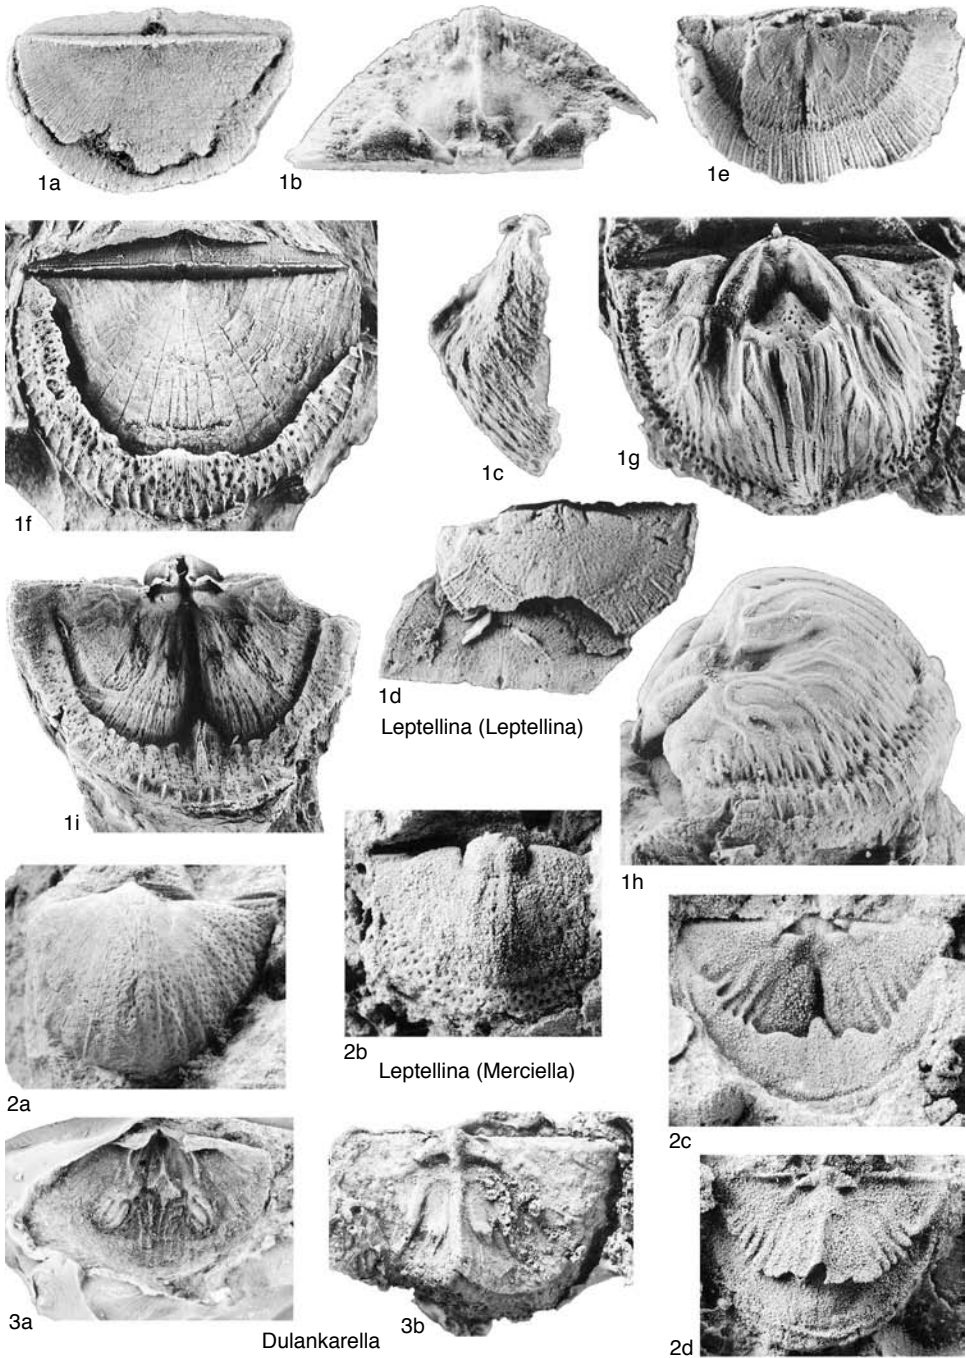 1a
1b
1e
1f
1c
1g
1d
Leptellina (Leptellina)
1i
1h
2a
2b
Leptellina (Merciella)
2c
3a
3b
Dulankarella
2d